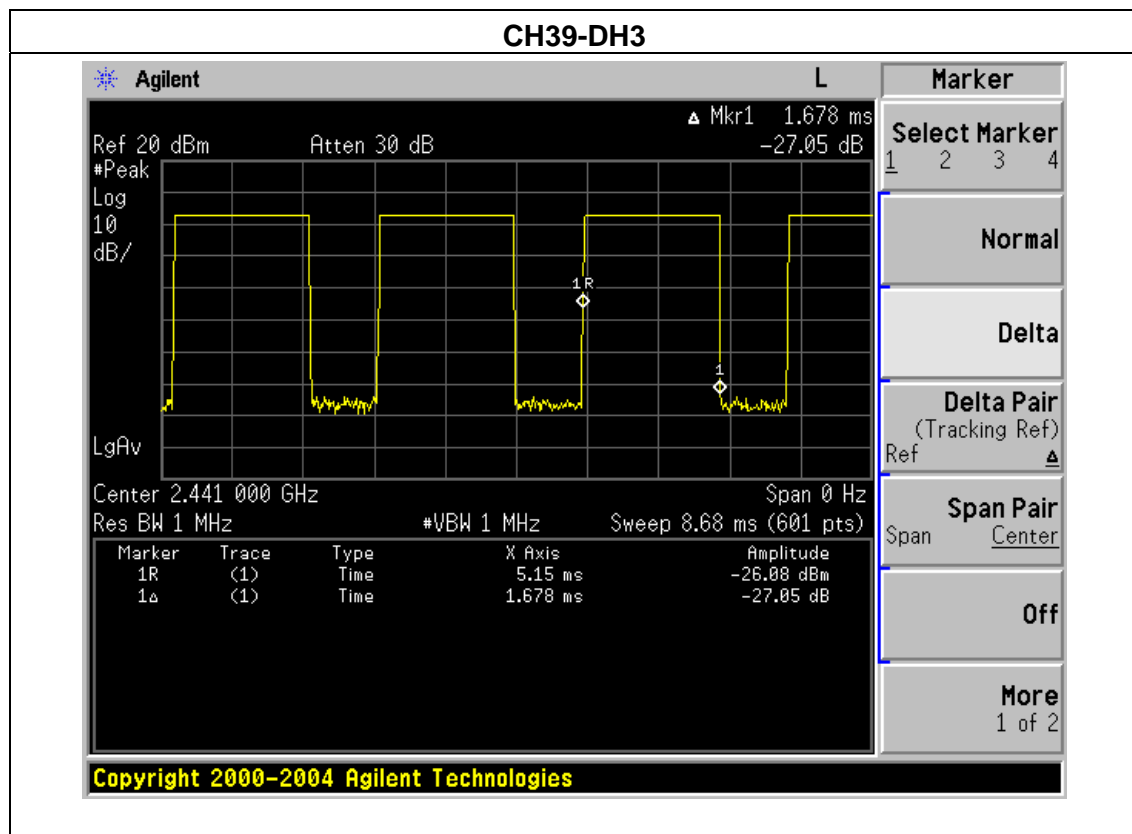 CH39-DH3
Agilent L
Marker
▵ Mkr1 1.678 ms
Ref 20 dBm Atten 30 dB -27.05 dB
#Peak
Log
10
dB/
1R
1
LgAv
Center 2.441 000 GHz Span 0 Hz
Res BW 1 MHz #VBW 1 MHz Sweep 8.68 ms (601 pts)
Marker Trace Type X Axis Amplitude
1R (1) Time 5.15 ms -26.08 dBm
1▵ (1) Time 1.678 ms -27.05 dB
Select Marker
1 2 3 4
Normal
Delta
Delta Pair
(Tracking Ref)
Ref ▵
Span Pair
Span Center
Off
More
1 of 2
Copyright 2000-2004 Agilent Technologies